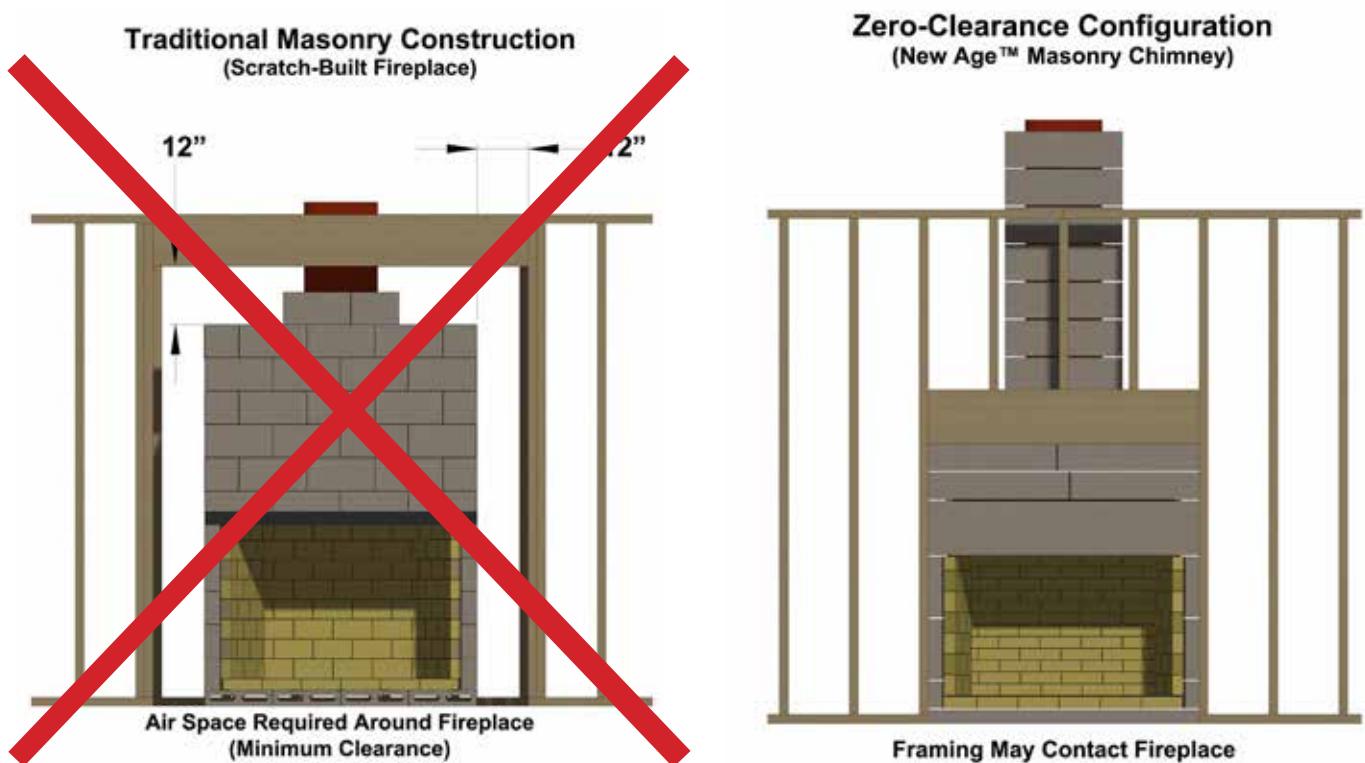 Traditional Masonry Construction
(Scratch-Built Fireplace)
12”
2”
Air Space Required Around Fireplace
(Minimum Clearance)
Zero-Clearance Configuration
(New Age™ Masonry Chimney)
Framing May Contact Fireplace